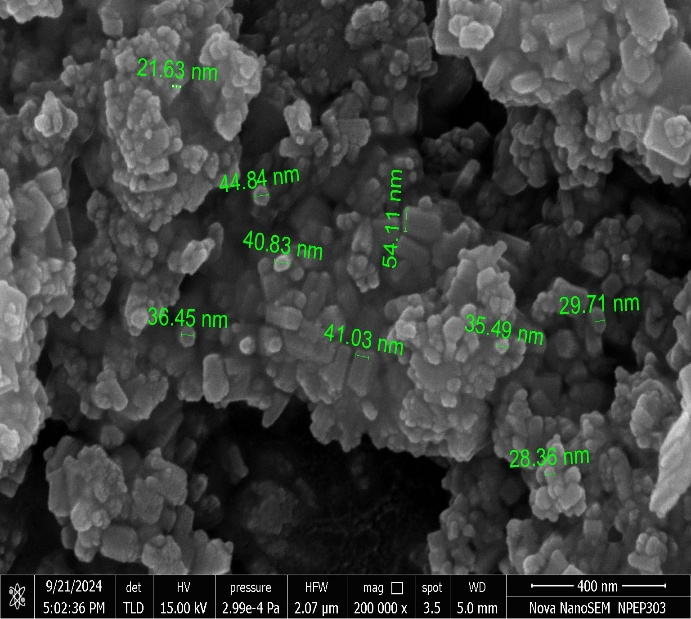 21.63 nm
44.84 nm
54.11 nm
40.83 nm
29.71 nm
36.45 nm
41.03 nm
35.49 nm
28.36 nm
9/21/2024 det HV pressure HFW mag spot WD 400 nm
5:02:36 PM TLD 15.00 kV 2.99e-4 Pa 2.07 µm 200 000 x 3.5 5.0 mm Nova NanoSEM NPEP303